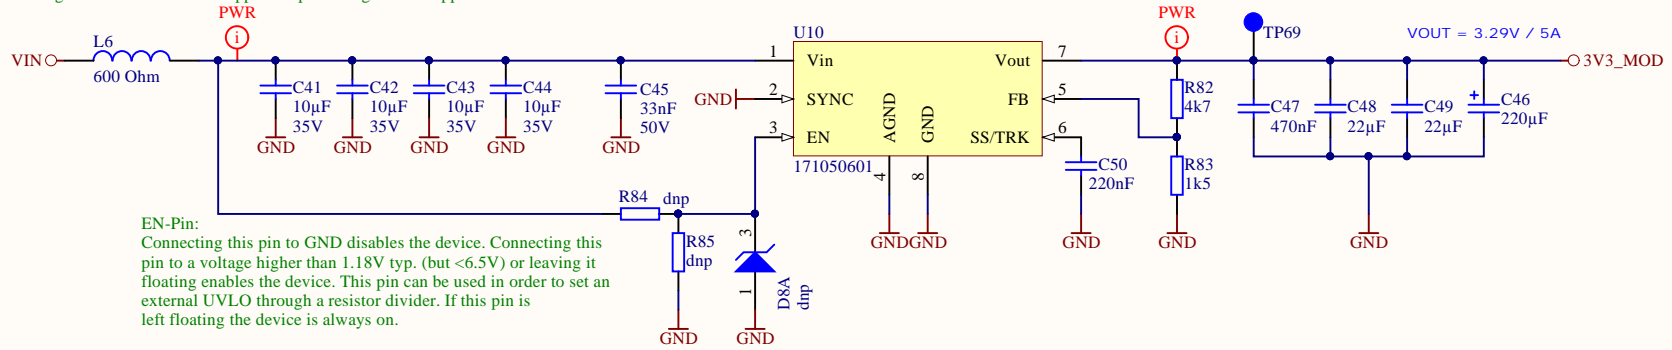 PWR
PWR
VIN
L6
600 Ohm
U10
TP69
VOUT = 3.29V / 5A
3V3_MOD
C41
10µF
35V
GND
C42
10µF
35V
GND
C43
10µF
35V
GND
C44
10µF
35V
GND
C45
33nF
50V
GND
GND
1
2
3
Vin
SYNC
EN
AGND
GND
Vout
FB
SS/TRK
7
5
6
4
8
171050601
GND
GND
C50
220nF
GND
R82
4k7
R83
1k5
GND
C47
470nF
C48
22µF
C49
22µF
+
C46
220µF
GND
R84
dnp
R85
dnp
GND
3
1
D8A
dnp
GND
EN-Pin:
Connecting this pin to GND disables the device. Connecting this
pin to a voltage higher than 1.18V typ. (but <6.5V) or leaving it
floating enables the device. This pin can be used in order to set an
external UVLO through a resistor divider. If this pin is
left floating the device is always on.